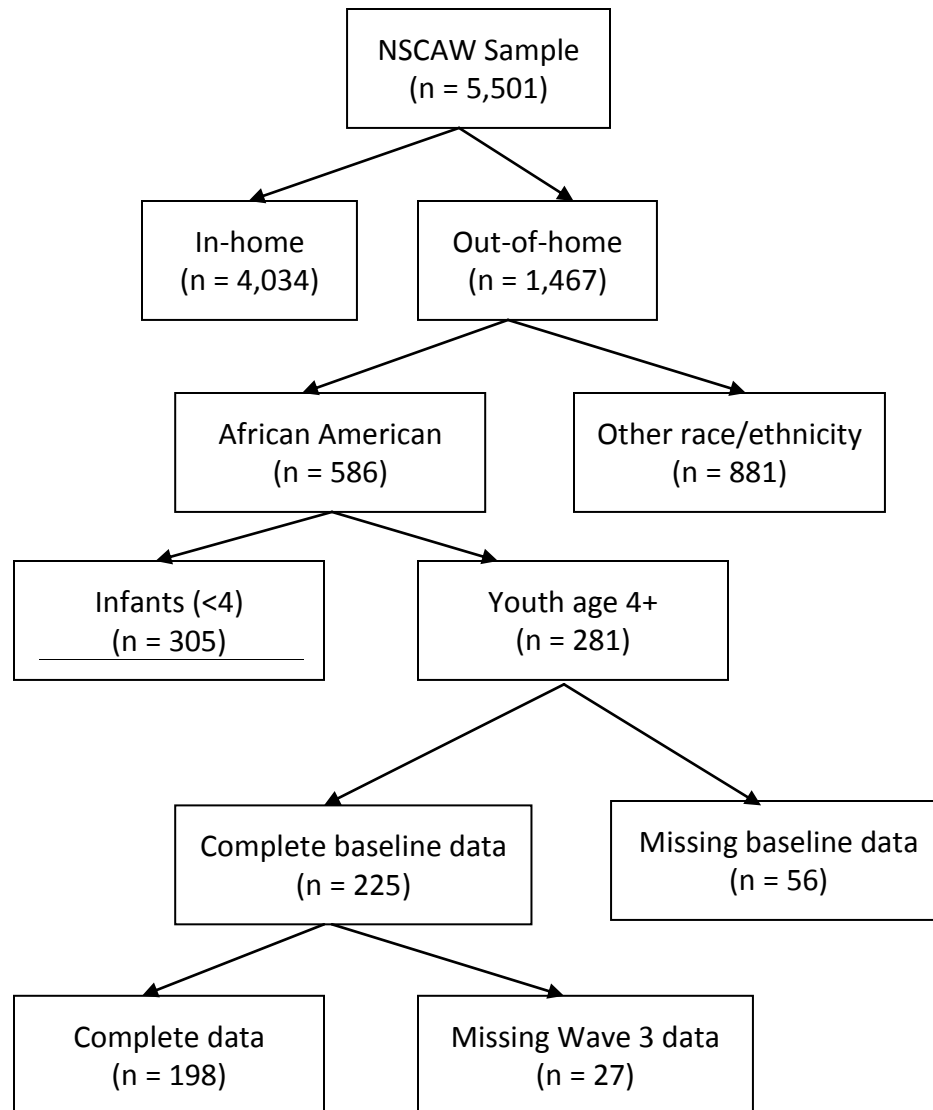 NSCAW Sample
(n = 5,501)
In-home
(n = 4,034)
Out-of-home
(n = 1,467)
African American
(n = 586)
Other race/ethnicity
(n = 881)
Infants (<4)
(n = 305)
Youth age 4+
(n = 281)
Complete baseline data
(n = 225)
Missing baseline data
(n = 56)
Complete data
(n = 198)
Missing Wave 3 data
(n = 27)